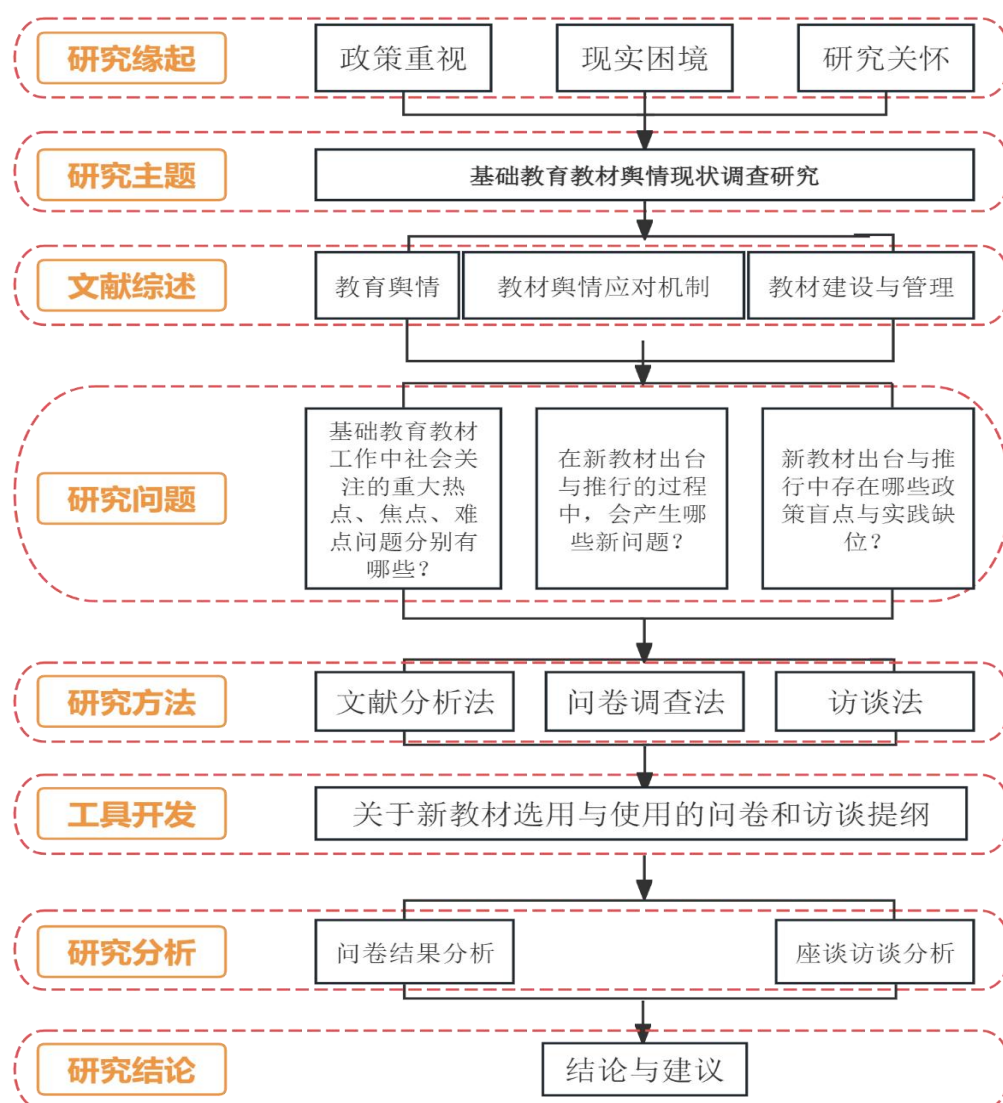 研究缘起
政策重视
现实困境
研究关怀
研究主题
基础教育教材舆情现状调查研究
文献综述
教育舆情
教材舆情应对机制
教材建设与管理
研究问题
基础教育教材
工作中社会关
注的重大热
点、焦点、难
点问题分别有
哪些？
在新教材出台
与推行的过程
中，会产生哪
些新问题？
新教材出台与推
行中存在哪些政
策盲点与实践缺
位？
研究方法
文献分析法
问卷调查法
访谈法
工具开发
关于新教材选用与使用的问卷和访谈提纲
研究分析
问卷结果分析
座谈访谈分析
研究结论
结论与建议